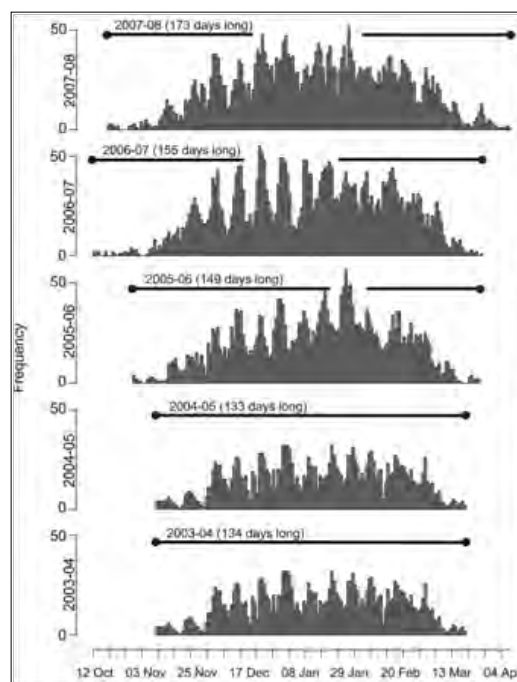 50
2007-08 (173 days long)
2007-08
0
50
2006-07 (155 days long)
2006-07
0
50
2005-06 (149 days long)
2005-06
0
Frequency
50
2004-05 (133 days long)
2004-05
0
50
2003-04 (134 days long)
2003-04
0
12 Oct 03 Nov 25 Nov 17 Dec 08 Jan 29 Jan 20 Feb 13 Mar 04 Ap